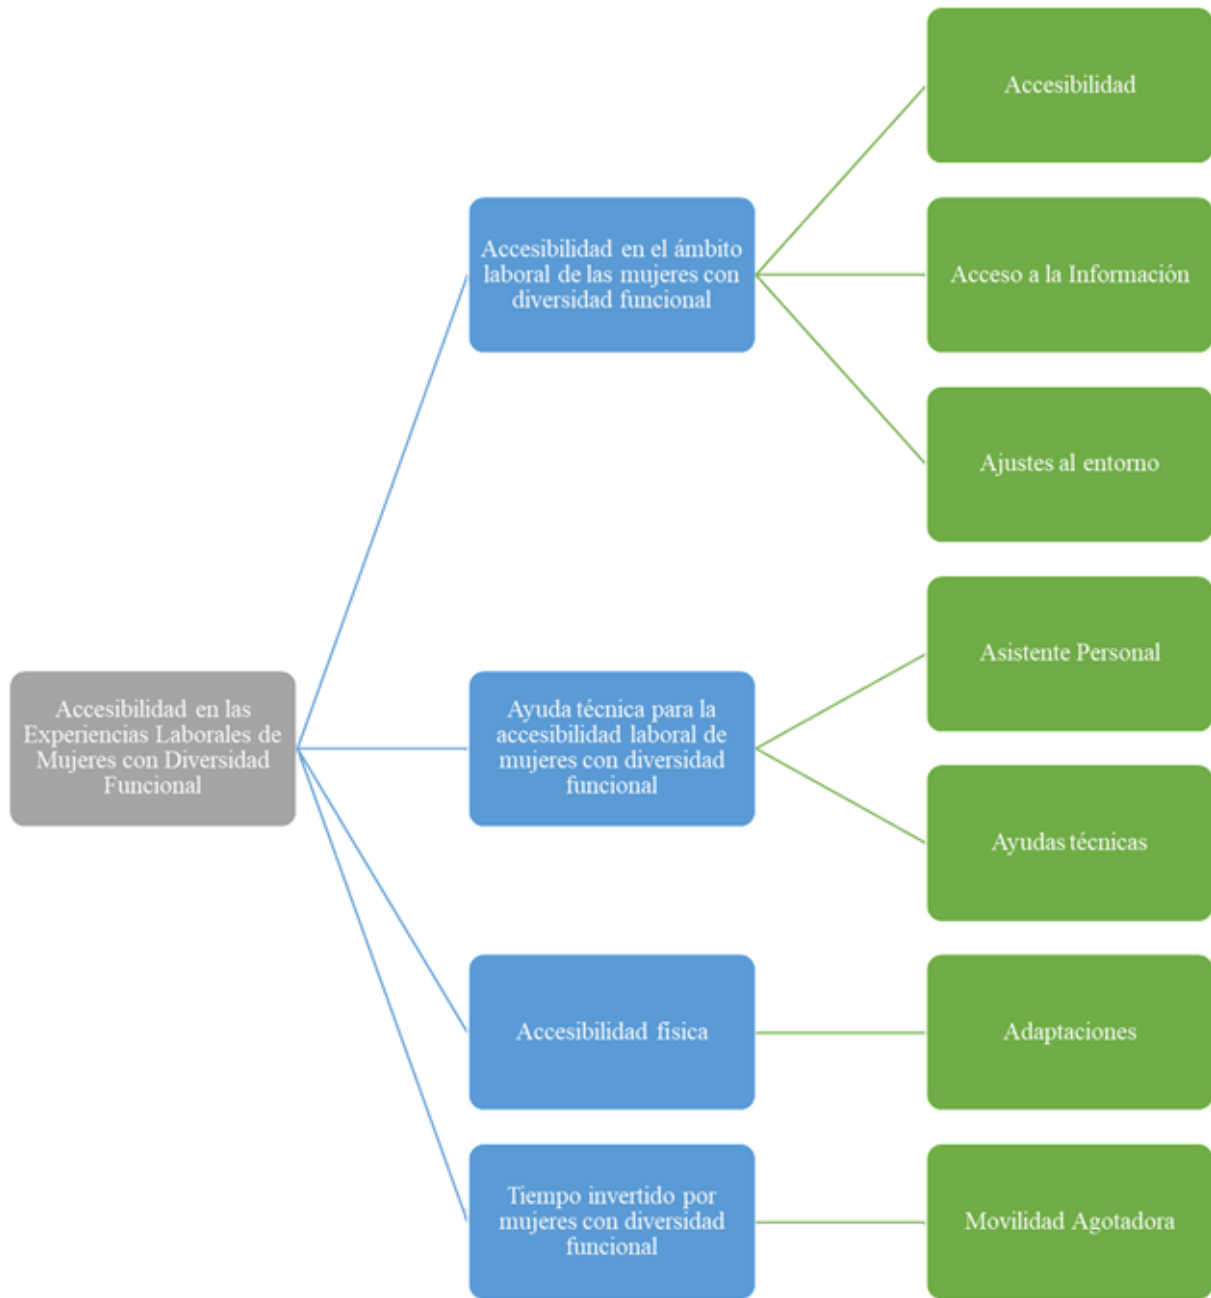 Accesibilidad en las
Experiencias Laborales de
Mujeres con Diversidad
Funcional
Accesibilidad en el ámbito
laboral de las mujeres con
diversidad funcional
Accesibilidad
Acceso a la Información
Ajustes al entorno
Ayuda técnica para la
accesibilidad laboral de
mujeres con diversidad
funcional
Asistente Personal
Ayudas técnicas
Accesibilidad física
Adaptaciones
Tiempo invertido por
mujeres con diversidad
funcional
Movilidad Agotadora